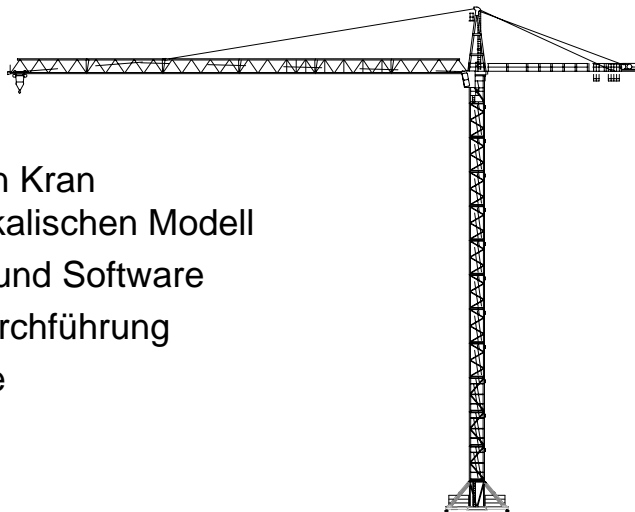 n Kran
kalischen Modell
und Software
rchführung
e